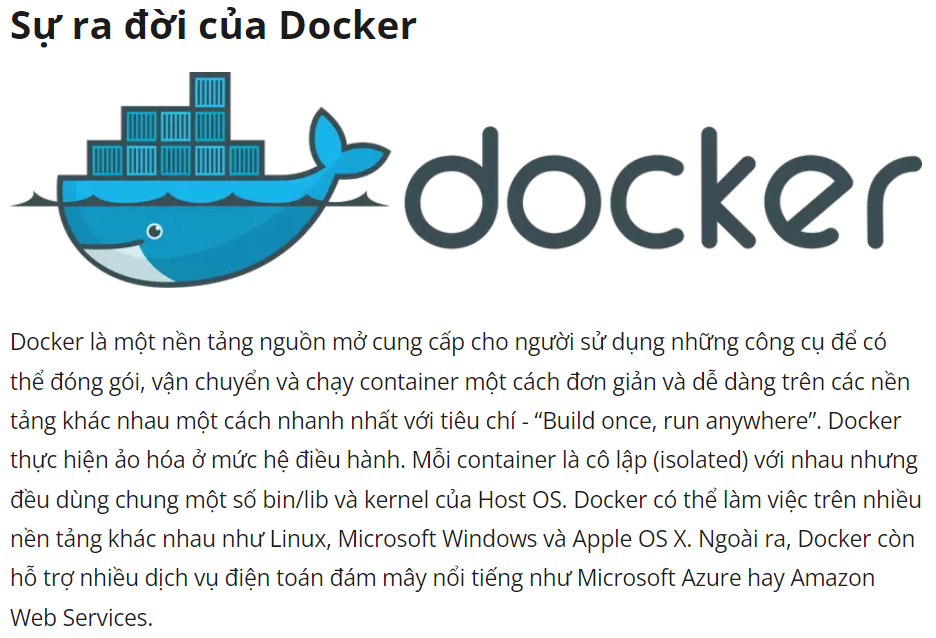 Sự ra đời của Docker
docker
Docker là một nền tảng nguồn mở cung cấp cho người sử dụng những công cụ để có
thể đóng gói, vận chuyển và chạy container một cách đơn giản và dễ dàng trên các nền
tảng khác nhau một cách nhanh nhất với tiêu chí - “Build once, run anywhere”. Docker
thực hiện ảo hóa ở mức hệ điều hành. Mỗi container là cô lập (isolated) với nhau nhưng
đều dùng chung một số bin/lib và kernel của Host OS. Docker có thể làm việc trên nhiều
nền tảng khác nhau như Linux, Microsoft Windows và Apple OS X. Ngoài ra, Docker còn
hỗ trợ nhiều dịch vụ điện toán đám mây nổi tiếng như Microsoft Azure hay Amazon
Web Services.